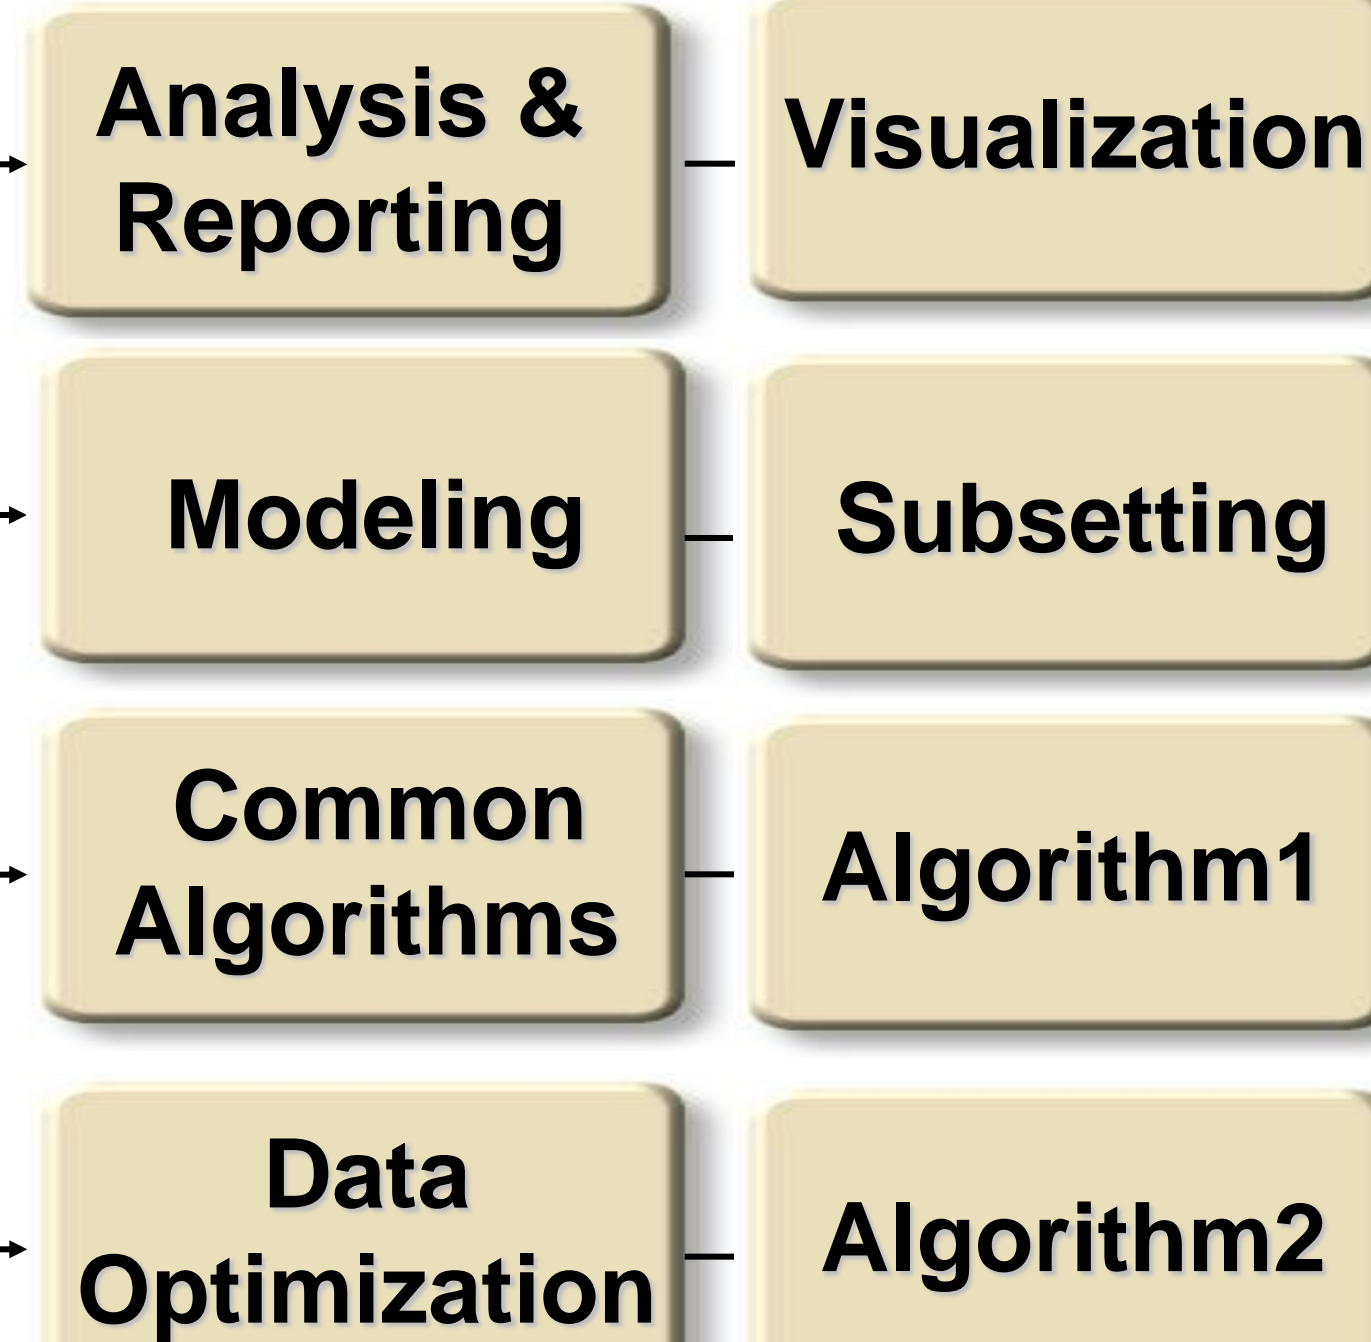 Analysis &
Reporting
Visualization
Modeling
Subsetting
Common
Algorithms
Algorithm1
Data
Optimization
Algorithm2